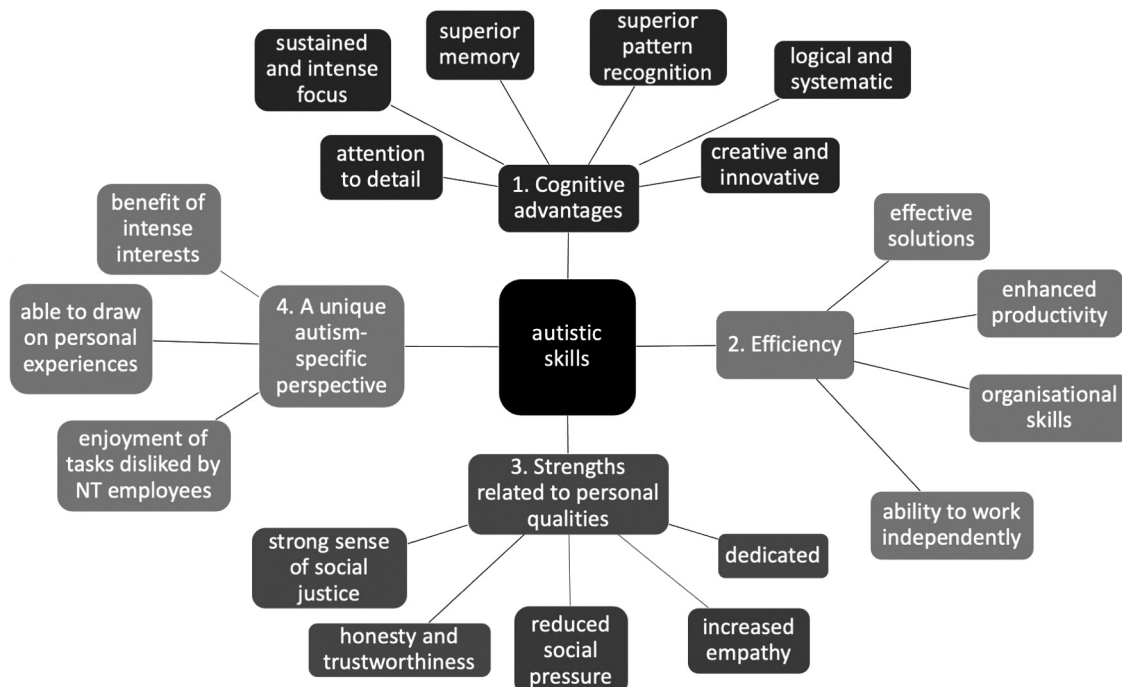 sustained
and intense
focus
superior
memory
superior
pattern
recognition
logical and
systematic
attention
to detail
1. Cognitive
advantages
creative and
innovative
benefit of
intense
interests
effective
solutions
able to draw
on personal
experiences
4. A unique
autism-
specific
perspective
autistic
skills
2. Efficiency
enhanced
productivity
organisational
skills
enjoyment of
tasks disliked by
NT employees
3. Strengths
related to personal
qualities
ability to work
independently
strong sense
of social
justice
dedicated
honesty and
trustworthiness
reduced
social
pressure
increased
empathy